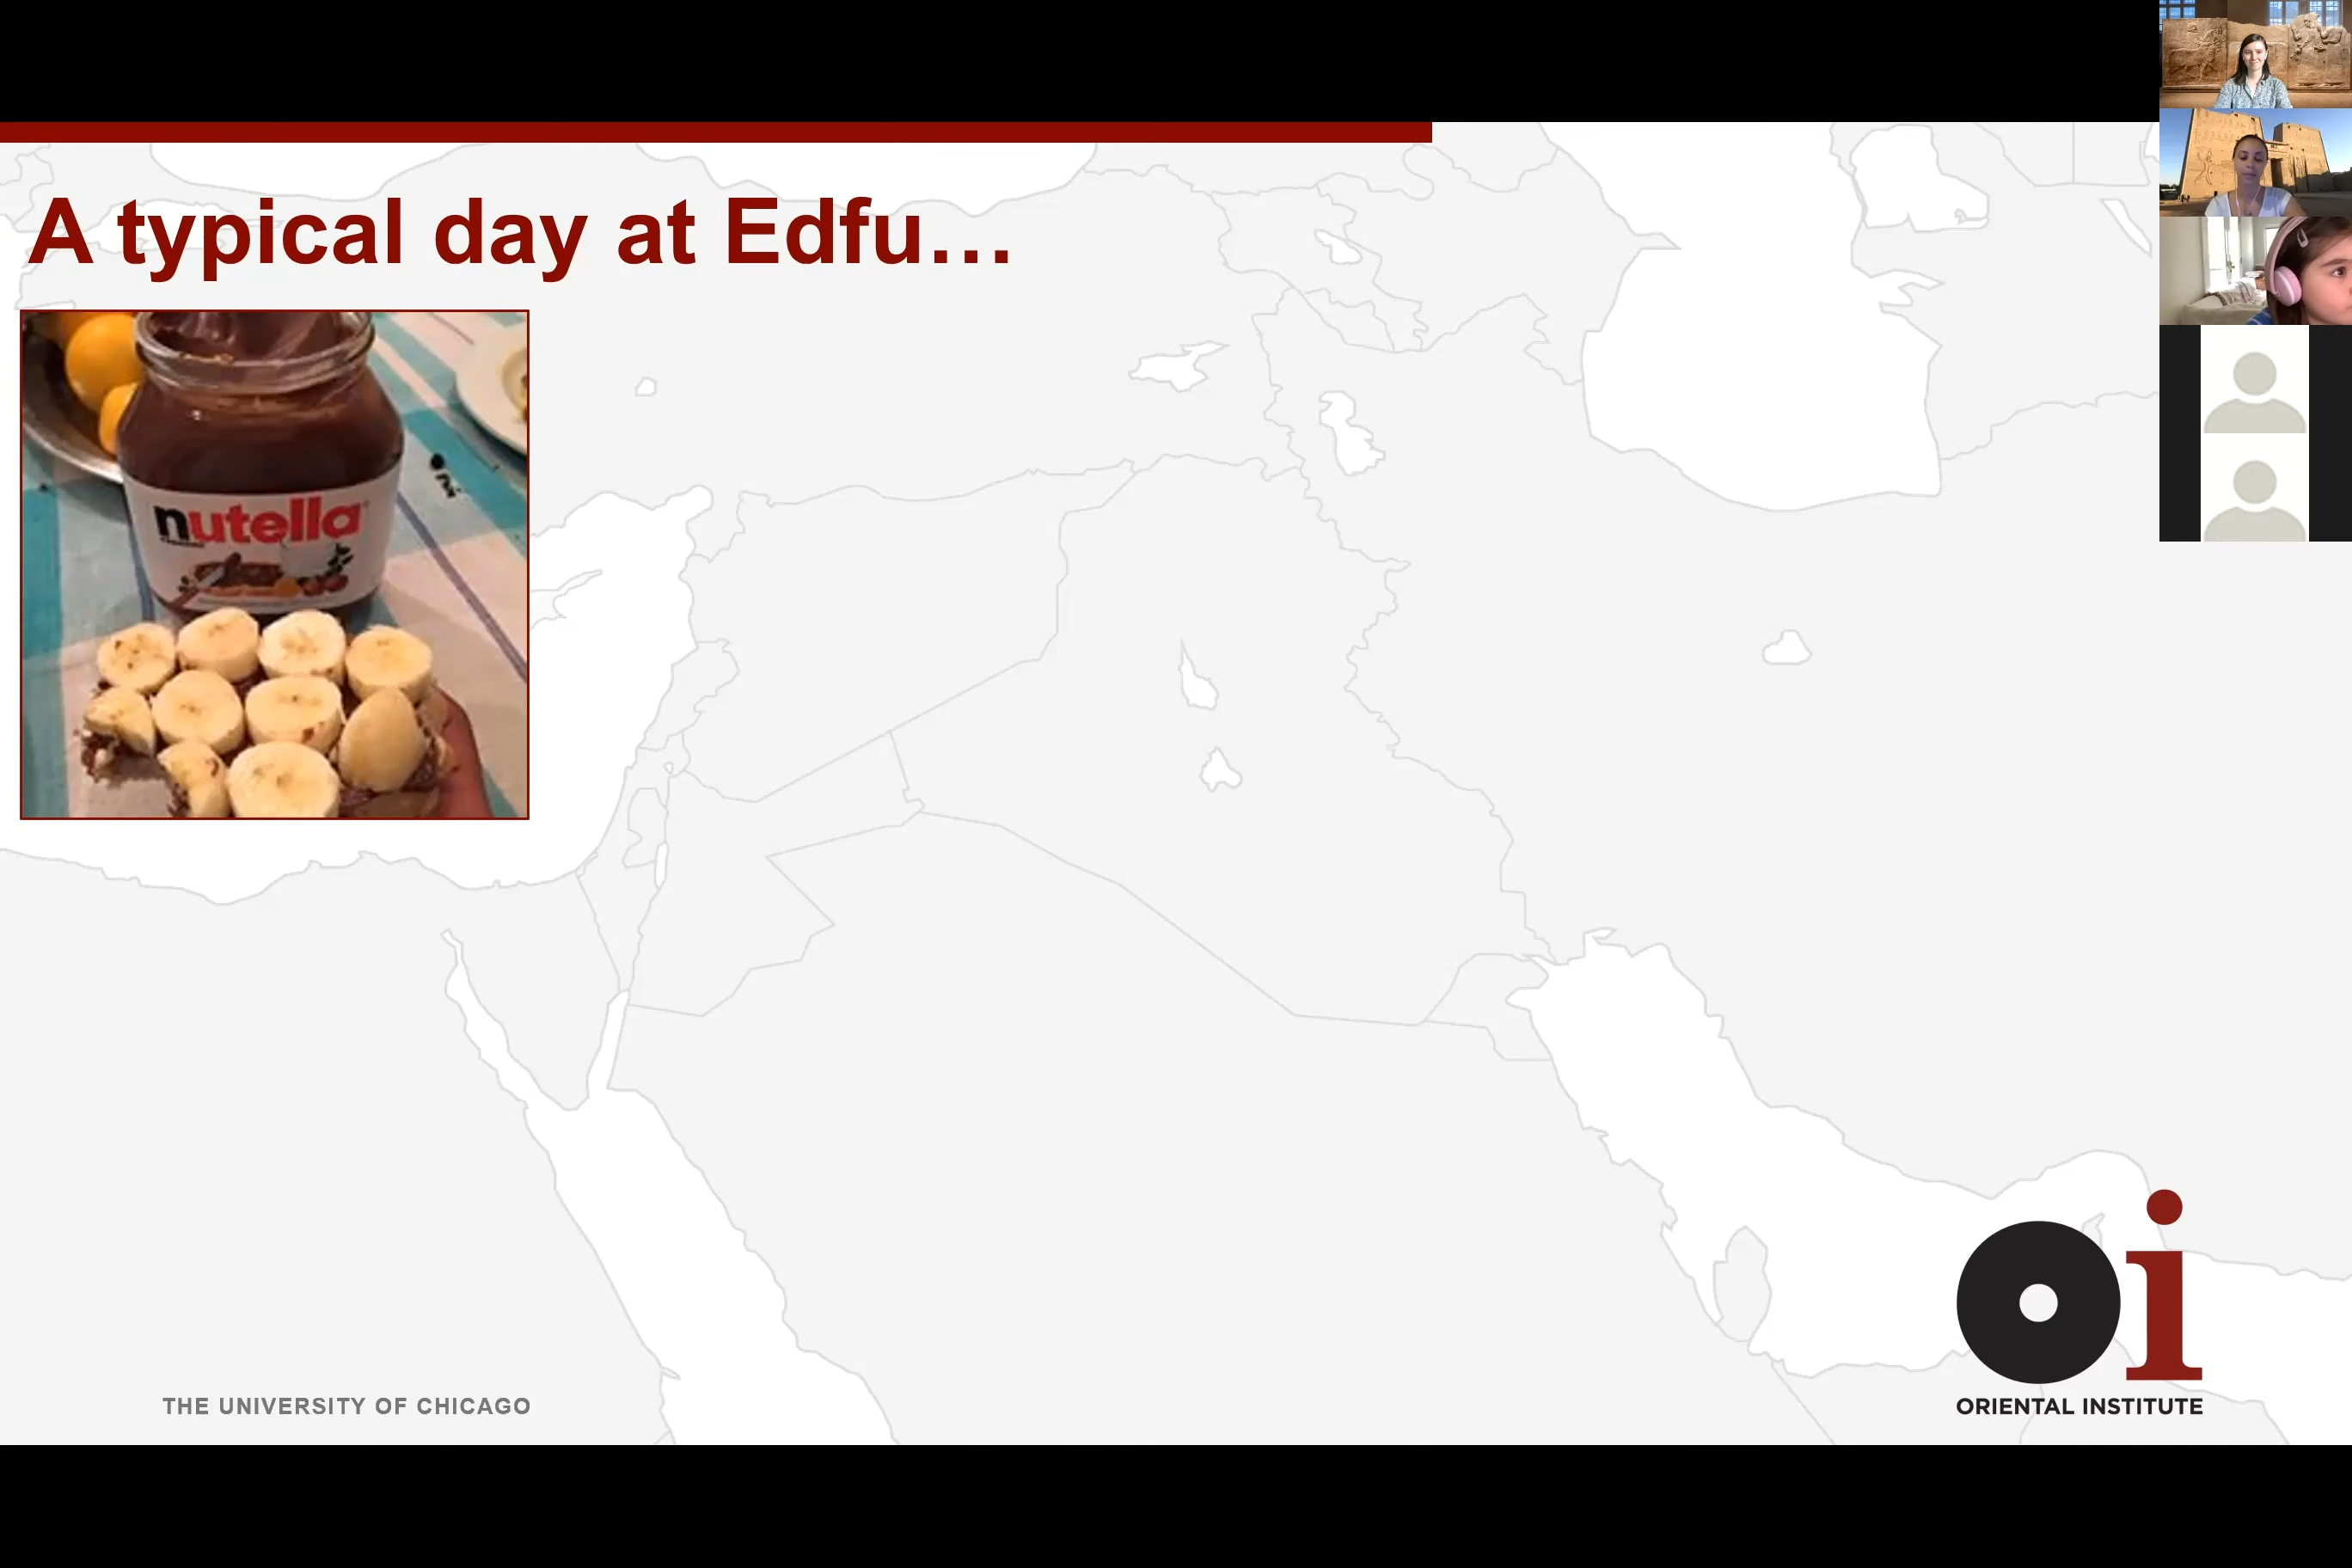 A typical day at Edfu...
nutella
THE UNIVERSITY OF CHICAGO
oi
ORIENTAL INSTITUTE